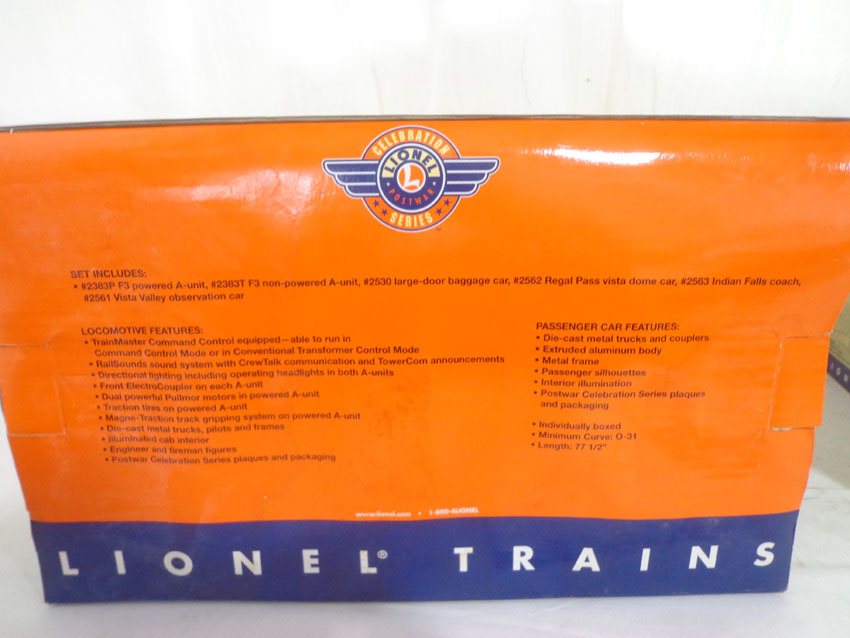 CELEBRATION
LIONEL
L
POSTWAR
SERIES
™
SET INCLUDES:
• #2383P F3 powered A-unit, #2383T F3 non-powered A-unit, #2530 large-door baggage car, #2562 Regal Pass vista dome car, #2563 Indian Falls coach,
#2561 Vista Valley observation car
LOCOMOTIVE FEATURES:
• TrainMaster Command Control equipped—able to run in
Command Control Mode or in Conventional Transformer Control Mode
• RailSounds sound system with CrewTalk communication and TowerCom announcements
• Directional lighting including operating headlights in both A-units
• Front ElectroCoupler on each A-unit
• Dual powerful Pullmor motors in powered A-unit
• Traction tires on powered A-unit
• Magne-Traction track gripping system on powered A-unit
• Die-cast metal trucks, pilots and frames
• Illuminated cab interior
• Engineer and fireman figures
• Postwar Celebration Series plaques and packaging
PASSENGER CAR FEATURES:
• Die-cast metal trucks and couplers
• Extruded aluminum body
• Metal frame
• Passenger silhouettes
• Interior illumination
• Postwar Celebration Series plaques
and packaging
• Individually boxed
• Minimum Curve: O-31
• Length: 77 1/2"
www.lionel.com • 1-800-4LIONEL
LIONEL® TRAINS